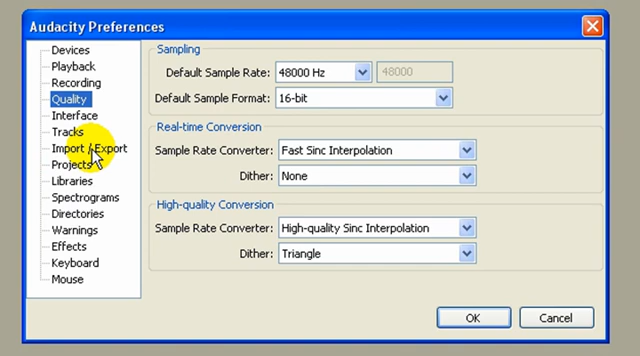 Audacity Preferences
Devices
Playback
Recording
Quality
Interface
Tracks
Import / Export
Projects
Libraries
Spectrograms
Directories
Warnings
Effects
Keyboard
Mouse
Sampling
Default Sample Rate: 48000 Hz 48000
Default Sample Format: 16-bit
Real-time Conversion
Sample Rate Converter: Fast Sinc Interpolation
Dither: None
High-quality Conversion
Sample Rate Converter: High-quality Sinc Interpolation
Dither: Triangle
OK Cancel